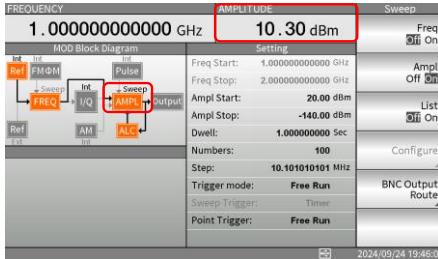 FREQUENCY AMPLITUDE Sweep
1.000000000000 GHz 10.30 dBm
Freq
Off On
MOD Block Diagram Setting
Int Int Int
Ref FMΦM Pulse
Sweep Int Sweep
FREQ I/Q AMPL Output
Ref AM ALC
Ext Int
Freq Start: 1.000000000000 GHz
Freq Stop: 2.000000000000 GHz
Ampl Start: 20.00 dBm
Ampl Stop: -140.00 dBm
Dwell: 1.000000000 Sec
Numbers: 100
Step: 10.101010101 MHz
Trigger mode: Free Run
Sweep Trigger: Timer
Point Trigger: Free Run
Ampl
Off On
List
Off On
Configure
BNC Output
Route
2024/09/24 19:46:0